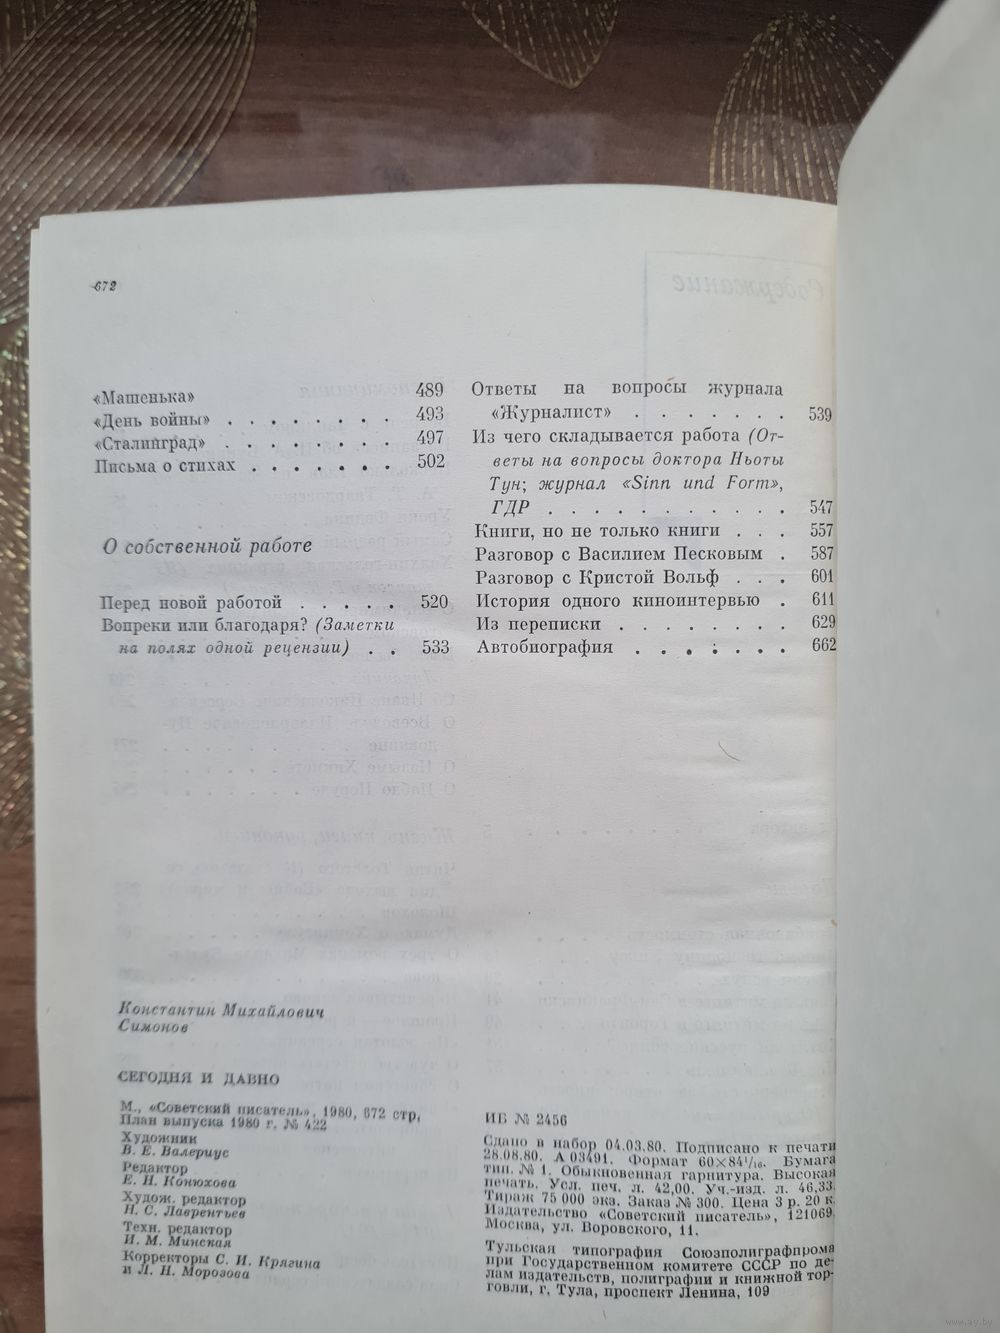 672
«Машенька» 489
«День войны» . . . . . . . 493
«Сталинград» . . . . . . . 497
Письма о стихах . . . . . . . 502
О собственной работе
Перед новой работой . . . . . 520
Вопреки или благодаря? (Заметки
на полях одной рецензии) . . 533
Ответы на вопросы журнала
«Журналист» . . . . . . . 539
Из чего складывается работа (От-
веты на вопросы доктора Ньоты
Тун; журнал «Sinn und Form»,
ГДР . . . . . . . . . . . 547
Книги, но не только книги . . . 557
Разговор с Василием Песковым . 587
Разговор с Кристой Вольф . . . 601
История одного киноинтервью . 611
Из переписки . . . . . . . . 629
Автобиография . . . . . . . 662
Константин Михайлович
Симонов
СЕГОДНЯ И ДАВНО
М., «Советский писатель», 1980, 672 стр,
План выпуска 1980 г. № 422
Художник
В. Е. Валериус
Редактор
Е. Н. Конюхова
Худож. редактор
Н. С. Лаврентьев
Техн. редактор
И. М. Минская
Корректоры С. И. Крягина
и Л. Н. Морозова
ИБ № 2456
Сдано в набор 04.03.80. Подписано к печати
28.08.80. А 03491. Формат 60×84¹/₁₆. Бумага
тип. № 1. Обыкновенная гарнитура. Высокая
печать. Усл. печ. л. 42,00. Уч.-изд. л. 46,33.
Тираж 75 000 экз. Заказ № 300. Цена 3 р. 20 к.
Издательство «Советский писатель», 121069,
Москва, ул. Воровского, 11.
Тульская типография Союзполиграфпрома
при Государственном комитете СССР по де-
лам издательств, полиграфии и книжной тор-
говли, г. Тула, проспект Ленина, 109
www.ay.by